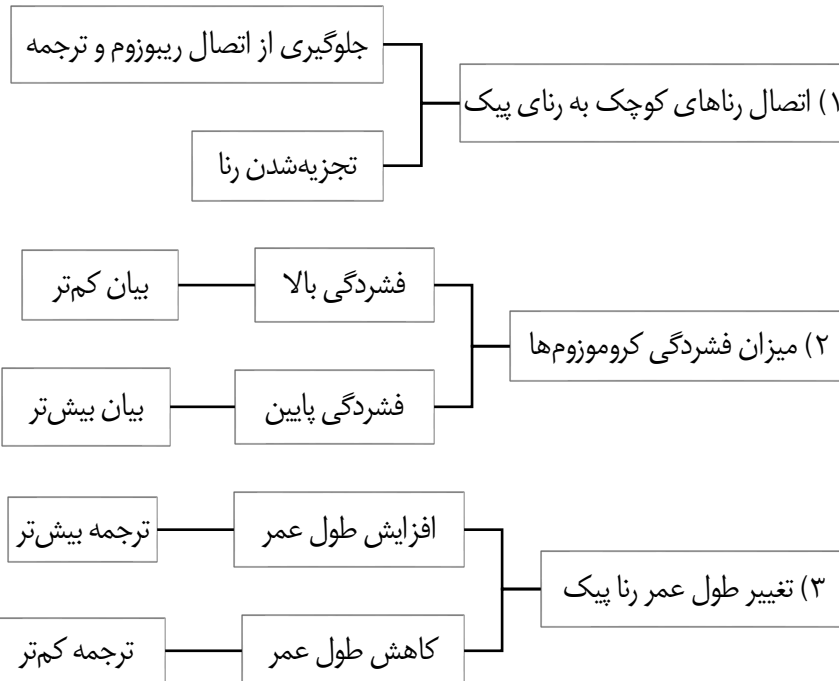 ۱) اتصال رناهای کوچک به رنای پیک
جلوگیری از اتصال ریبوزوم و ترجمه
تجزیه‌شدن رنا
۲) میزان فشردگی کروموزوم‌ها
فشردگی بالا
بیان کم‌تر
فشردگی پایین
بیان بیش‌تر
۳) تغییر طول عمر رنا پیک
افزایش طول عمر
ترجمه بیش‌تر
کاهش طول عمر
ترجمه کم‌تر